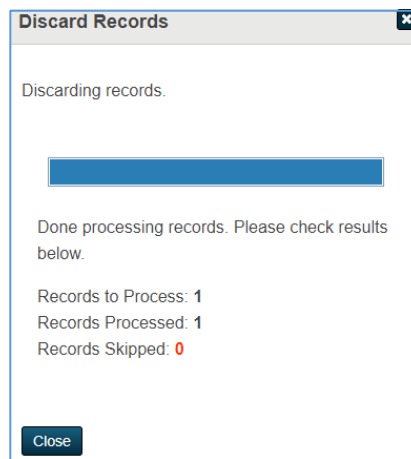 Discard Records
Discarding records.
Done processing records. Please check results
below.
Records to Process: 1
Records Processed: 1
Records Skipped: 0
Close